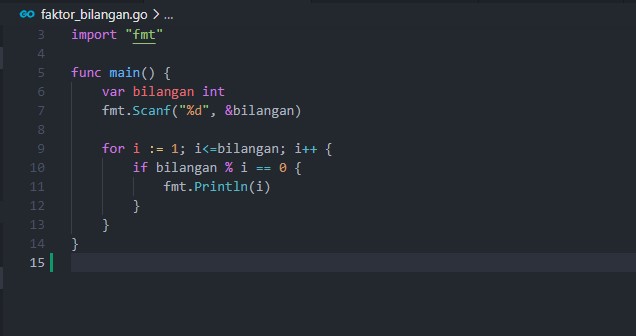 GO faktor_bilangan.go > ...
3 import "fmt"
4
5 func main() {
6     var bilangan int
7     fmt.Scanf("%d", &bilangan)
8
9     for i := 1; i<=bilangan; i++ {
10         if bilangan % i == 0 {
11             fmt.Println(i)
12         }
13     }
14 }
15